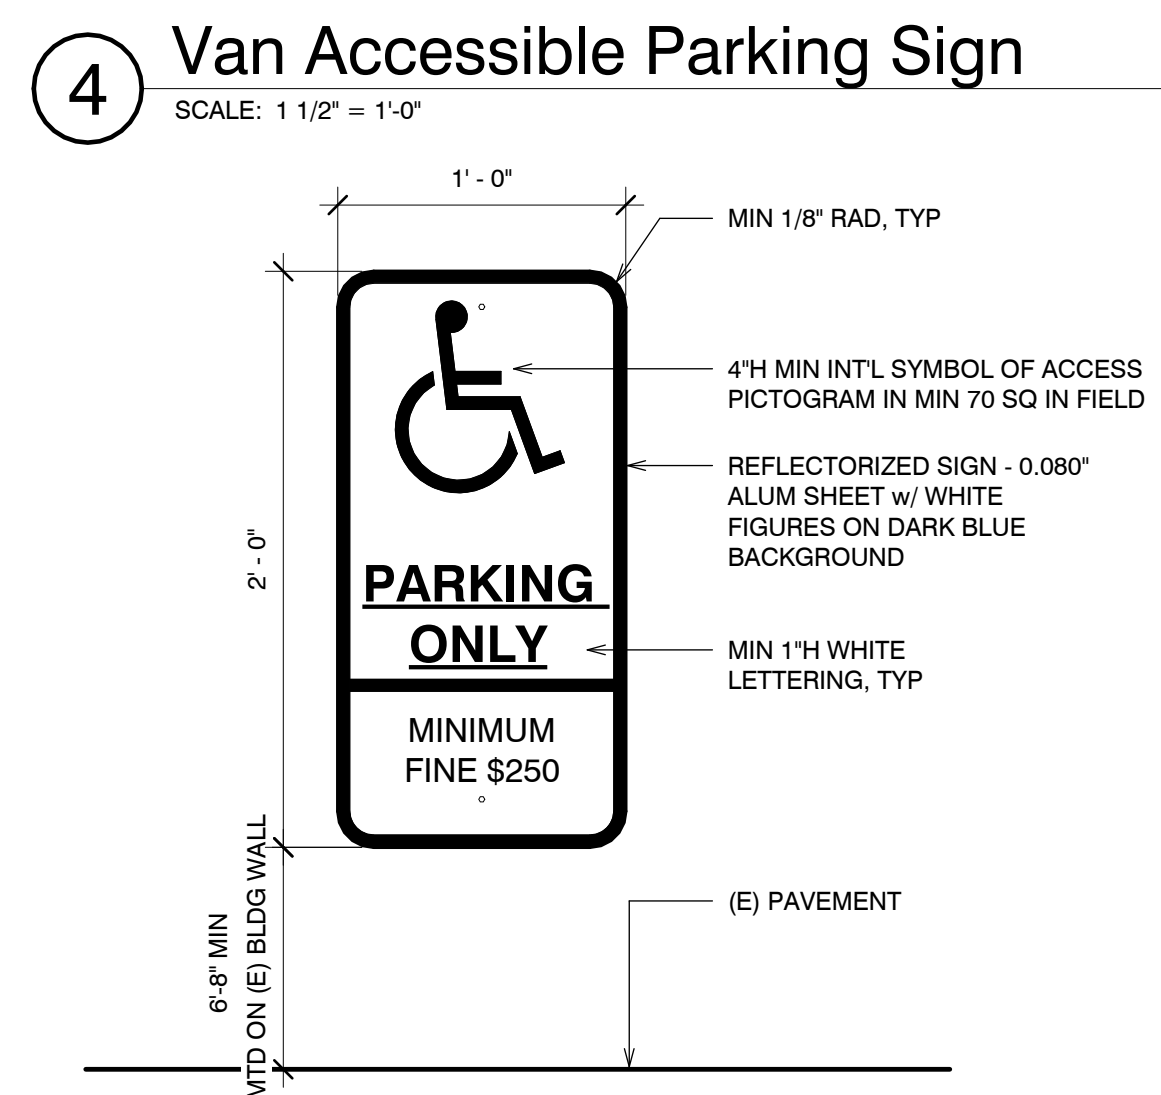 4
Van Accessible Parking Sign
SCALE: 1 1/2" = 1'-0"
1' - 0"
MIN 1/8" RAD, TYP
4"H MIN INT'L SYMBOL OF ACCESS
PICTOGRAM IN MIN 70 SQ IN FIELD
REFLECTORIZED SIGN - 0.080"
ALUM SHEET w/ WHITE
FIGURES ON DARK BLUE
BACKGROUND
2' - 0"
PARKING
ONLY
MIN 1"H WHITE
LETTERING, TYP
MINIMUM
FINE $250
6'-8" MIN
MTD ON (E) BLDG WALL
(E) PAVEMENT